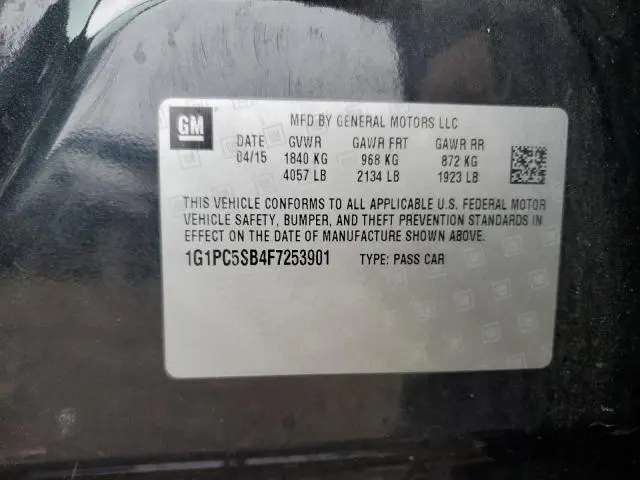 GM
MFD BY GENERAL MOTORS LLC
DATE GVWR GAWR FRT GAWR RR
04/15 1840 KG 968 KG 872 KG
4057 LB 2134 LB 1923 LB
THIS VEHICLE CONFORMS TO ALL APPLICABLE U.S. FEDERAL MOTOR
VEHICLE SAFETY, BUMPER, AND THEFT PREVENTION STANDARDS IN
EFFECT ON THE DATE OF MANUFACTURE SHOWN ABOVE.
1G1PC5SB4F7253901 TYPE: PASS CAR